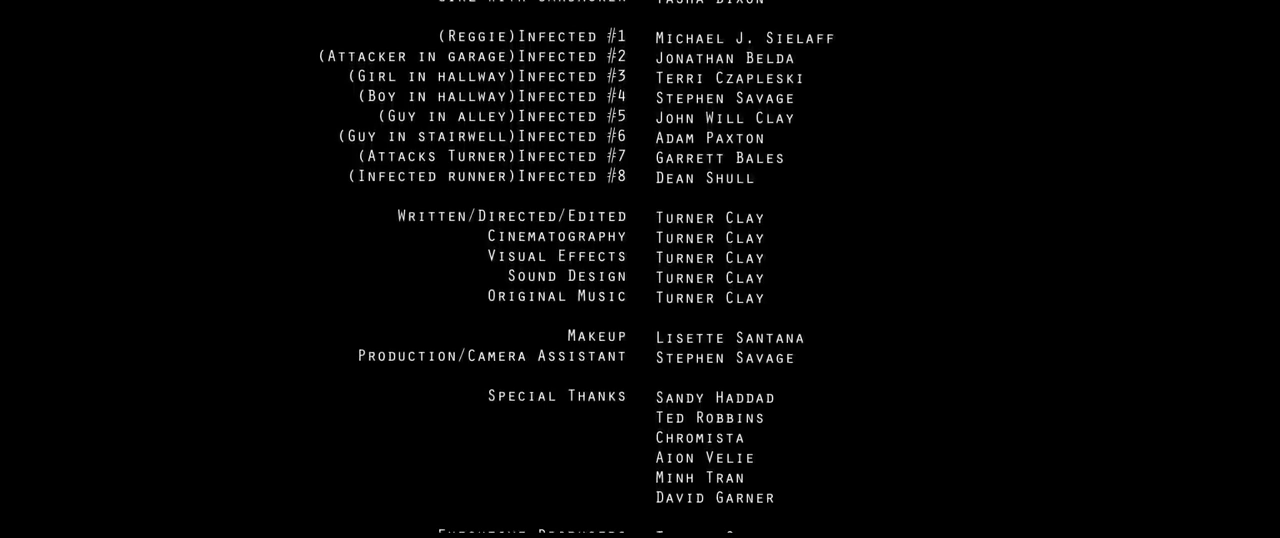 (Reggie)Infected #1 Michael J. Sielaff
(Attacker in garage)Infected #2 Jonathan Belda
(Girl in hallway)Infected #3 Terri Czapleski
(Boy in hallway)Infected #4 Stephen Savage
(Guy in alley)Infected #5 John Will Clay
(Guy in stairwell)Infected #6 Adam Paxton
(Attacks Turner)Infected #7 Garrett Bales
(Infected runner)Infected #8 Dean Shull
Written/Directed/Edited Turner Clay
Cinematography Turner Clay
Visual Effects Turner Clay
Sound Design Turner Clay
Original Music Turner Clay
Makeup Lisette Santana
Production/Camera Assistant Stephen Savage
Special Thanks Sandy Haddad
Ted Robbins
Chromista
Aion Velie
Minh Tran
David Garner